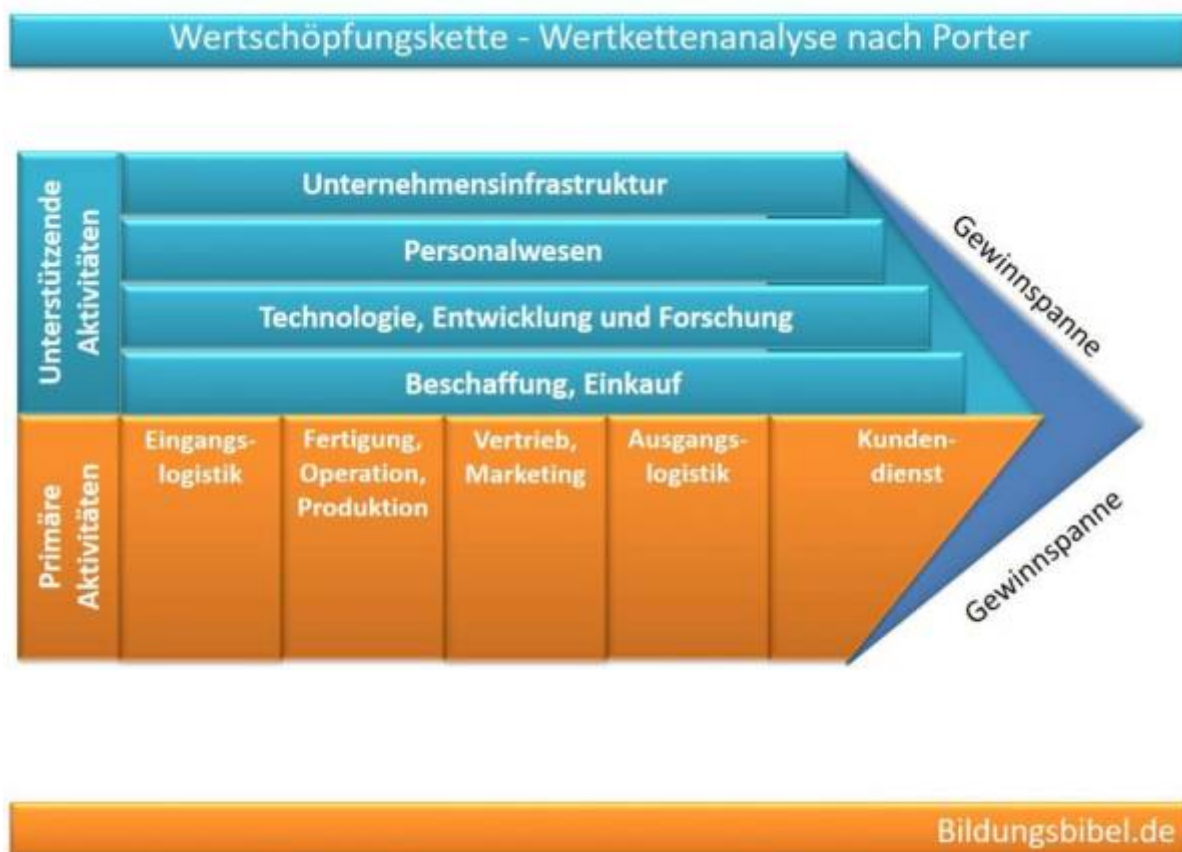 Wertschöpfungskette - Wertkettenanalyse nach Porter
Unterstützende
Aktivitäten
Unternehmensinfrastruktur
Personalwesen
Technologie, Entwicklung und Forschung
Beschaffung, Einkauf
Gewinnspanne
Primäre
Aktivitäten
Eingangs-
logistik
Fertigung,
Operation,
Produktion
Vertrieb,
Marketing
Ausgangs-
logistik
Kunden-
dienst
Gewinnspanne
Bildungsbibel.de